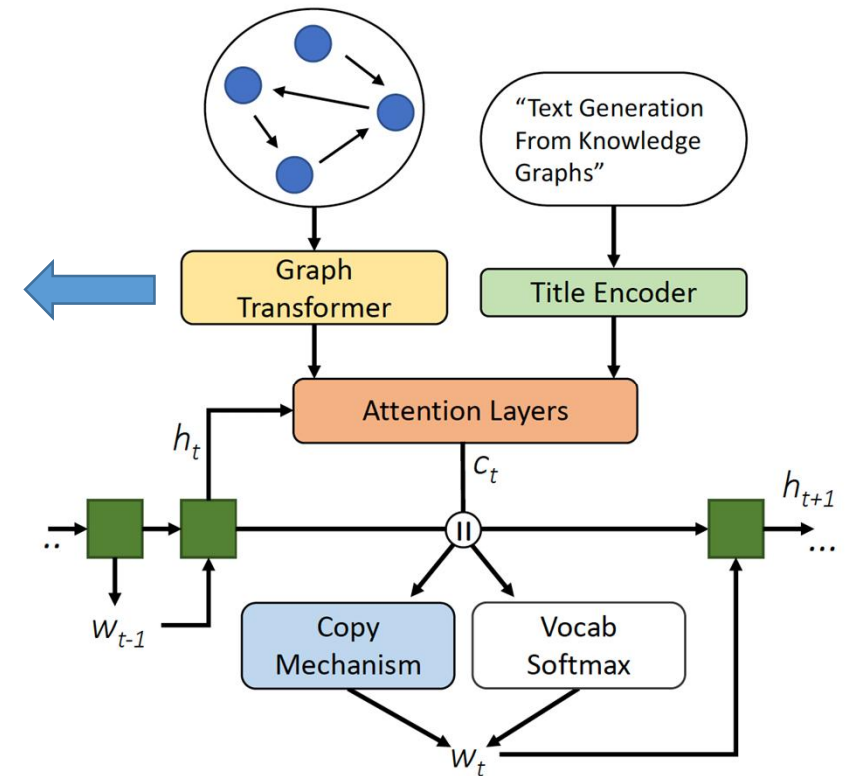 “Text Generation
From Knowledge
Graphs”
Graph
Transformer
Title Encoder
Attention Layers
h_t
c_t
h_{t+1}
..
...
w_{t-1}
Copy
Mechanism
Vocab
Softmax
w_t